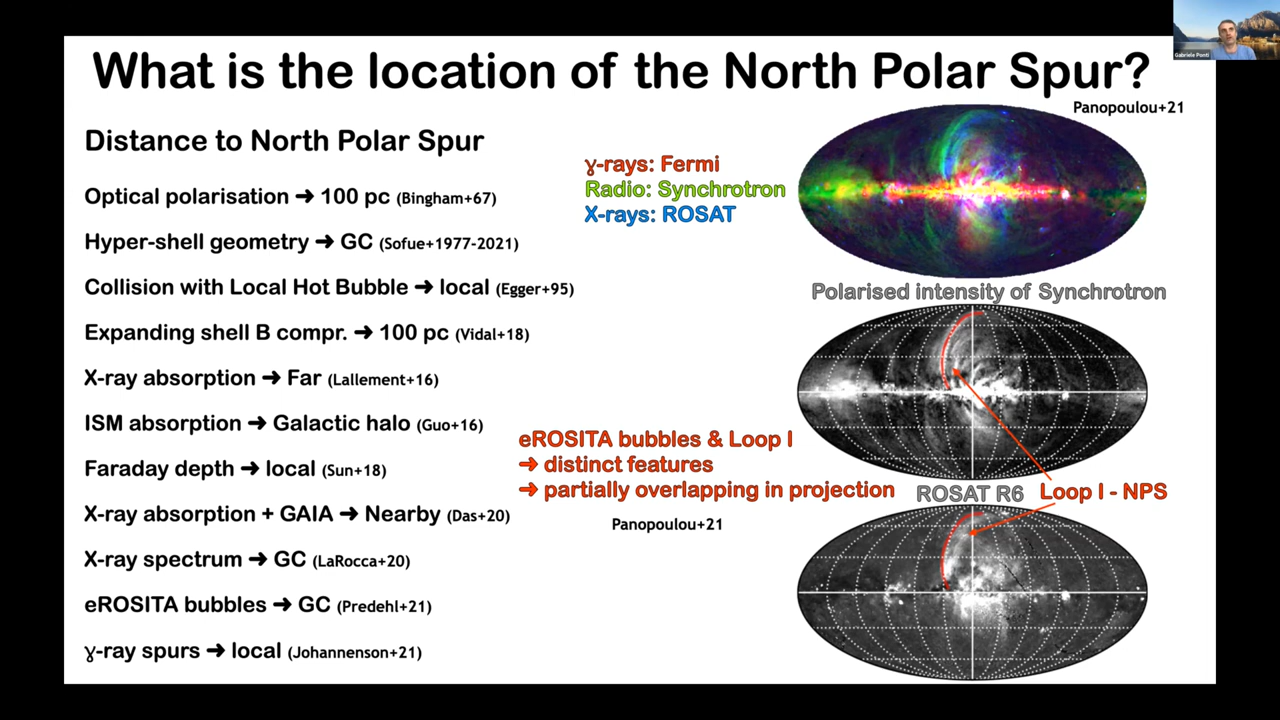 Gabriele Ponti
What is the location of the North Polar Spur?
Panopoulou+21
Distance to North Polar Spur
Optical polarisation ➜ 100 pc (Bingham+67)
Hyper-shell geometry ➜ GC (Sofue+1977-2021)
Collision with Local Hot Bubble ➜ local (Egger+95)
Expanding shell B compr. ➜ 100 pc (Vidal+18)
X-ray absorption ➜ Far (Lallement+16)
ISM absorption ➜ Galactic halo (Guo+16)
Faraday depth ➜ local (Sun+18)
X-ray absorption + GAIA ➜ Nearby (Das+20)
X-ray spectrum ➜ GC (LaRocca+20)
eROSITA bubbles ➜ GC (Predehl+21)
ɣ-ray spurs ➜ local (Johannenson+21)
ɣ-rays: Fermi
Radio: Synchrotron
X-rays: ROSAT
Polarised intensity of Synchrotron
eROSITA bubbles & Loop I
➜ distinct features
➜ partially overlapping in projection
Panopoulou+21
ROSAT R6
Loop I - NPS